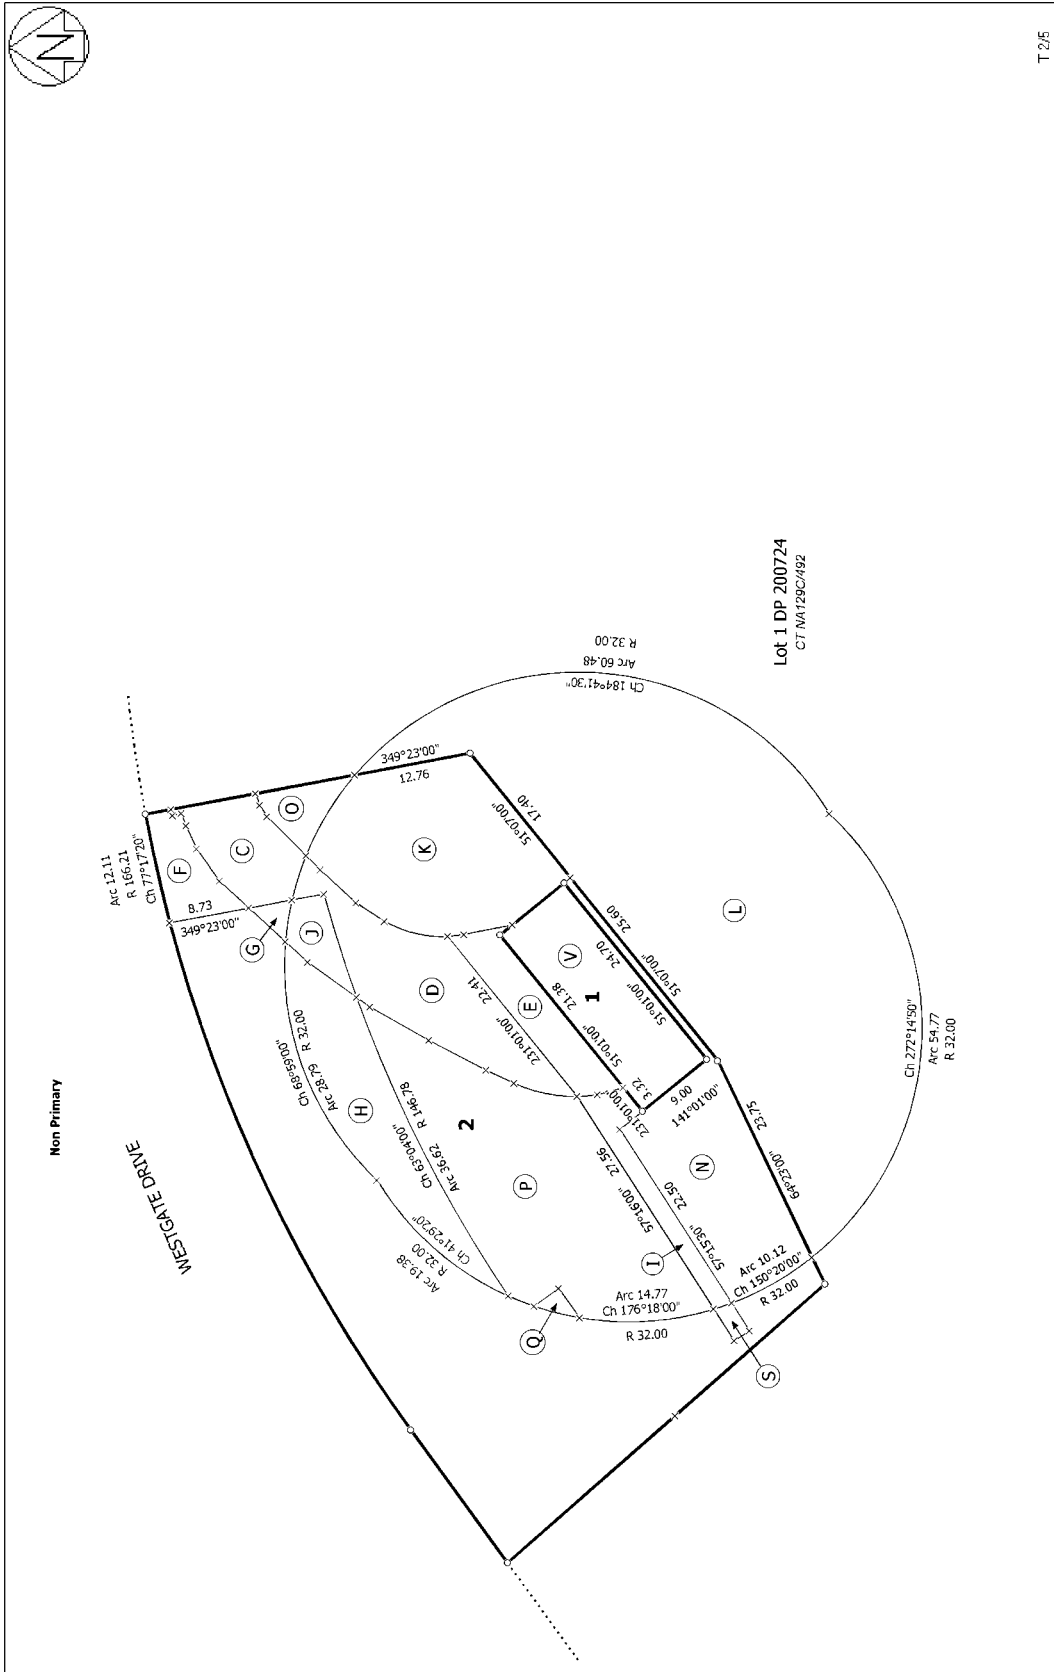 N
T 2/5
Non Primary
WESTGATE DRIVE
Arc 12.11
R 166.21
Ch 77°17'20"
F
C
O
8.73
349°23'00"
G
J
349°23'00"
12.76
K
17.40
51°07'00"
Ch 68°59'00"
Arc 28.79 R 32.00
H
Ch 63°04'00" R 146.78
Arc 36.62
2
D
22.41
231°01'00"
E
V
1
21.38
51°01'00"
24.70
51°01'00"
25.60
51°07'00"
L
Lot 1 DP 200724
CT NA129C/492
R 32.00
Arc 60.48
Ch 184°41'30"
3.32
231°01'00"
9.00
141°01'00"
P
27.56
57°16'00"
22.50
57°15'30"
N
23.75
64°23'00"
Ch 41°29'20"
R 32.00
Arc 19.38
I
Q
Arc 14.77
Ch 176°18'00"
R 32.00
Arc 10.12
Ch 150°20'00"
R 32.00
S
Ch 272°14'50"
Arc 54.77
R 32.00